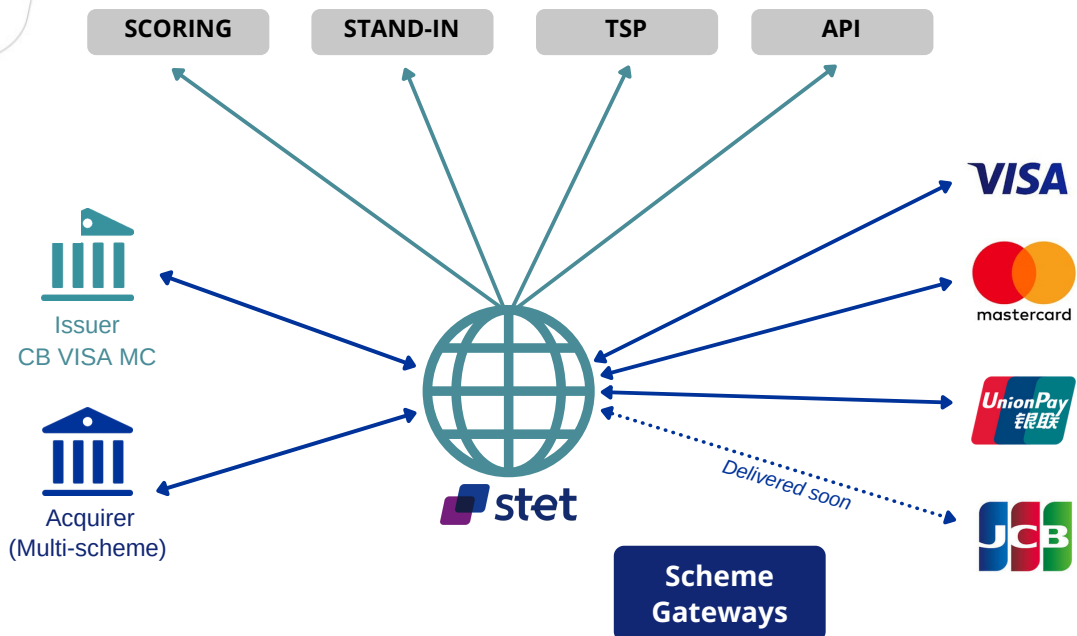 SCORING
STAND-IN
TSP
API
VISA
mastercard
Issuer
CB VISA MC
UnionPay
银联
Delivered soon
stet
Acquirer
(Multi-scheme)
JCB
Scheme
Gateways